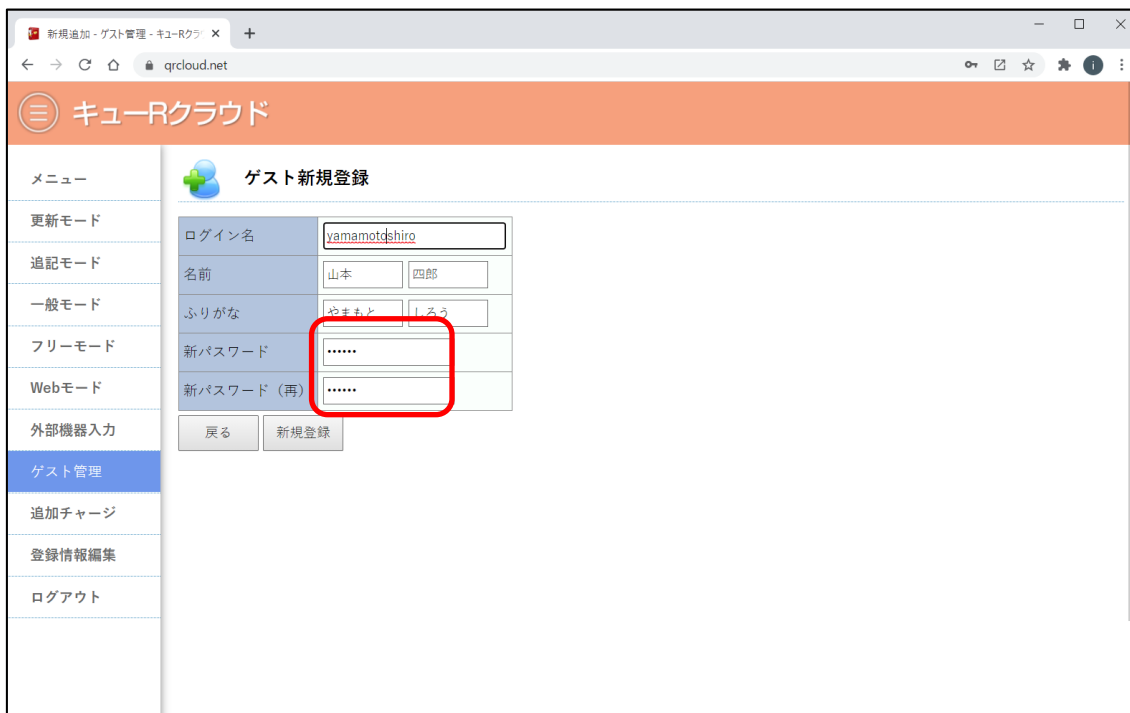 新規追加 - ゲスト管理 - キューRクラ
qrcloud.net
i
キューRクラウド
メニュー
更新モード
追記モード
一般モード
フリーモード
Webモード
外部機器入力
ゲスト管理
追加チャージ
登録情報編集
ログアウト
ゲスト新規登録
ログイン名 yamamotoshiro
名前 山本 四郎
ふりがな やまもと しろう
新パスワード ••••••
新パスワード（再） ••••••
戻る 新規登録